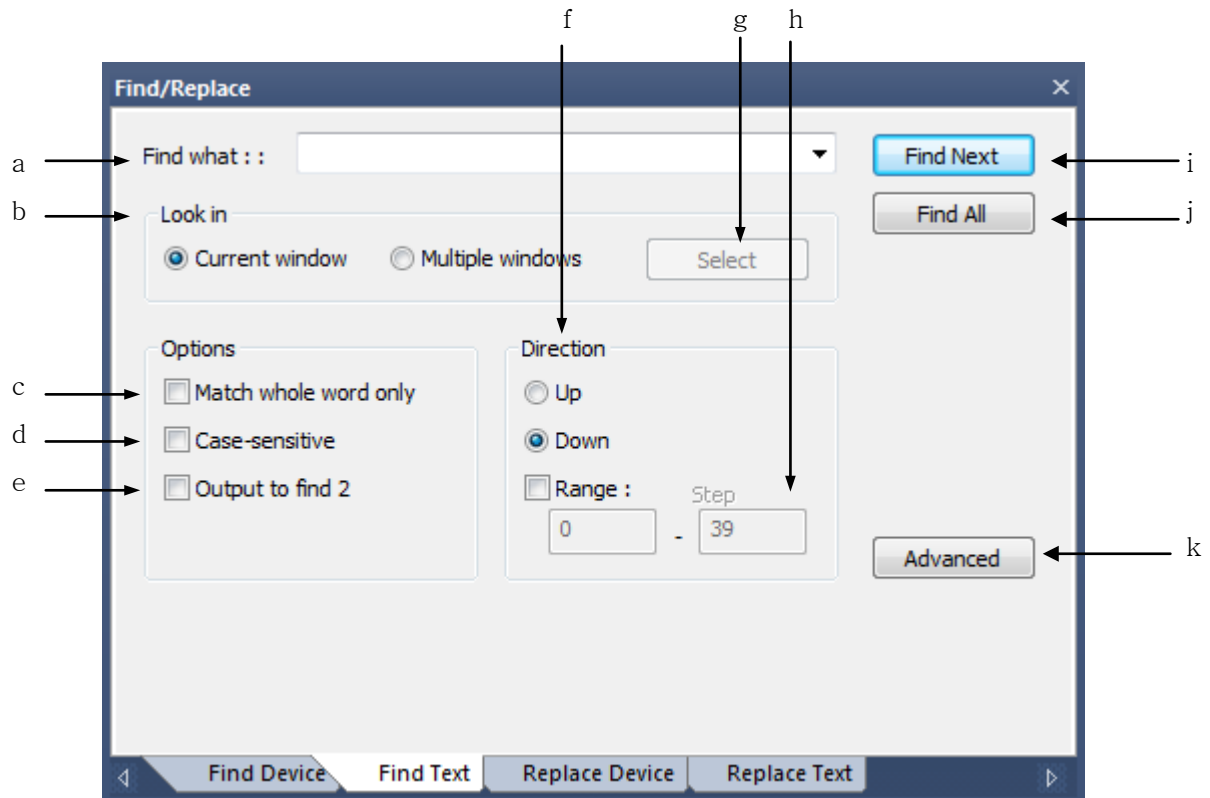 f g h
Find/Replace
a Find what : : Find Next i
b Look in Find All j
Current window Multiple windows Select
Options Direction
c Match whole word only Up
d Case-sensitive Down
e Output to find 2 Range : Step
0 - 39
Advanced k
Find Device Find Text Replace Device Replace Text